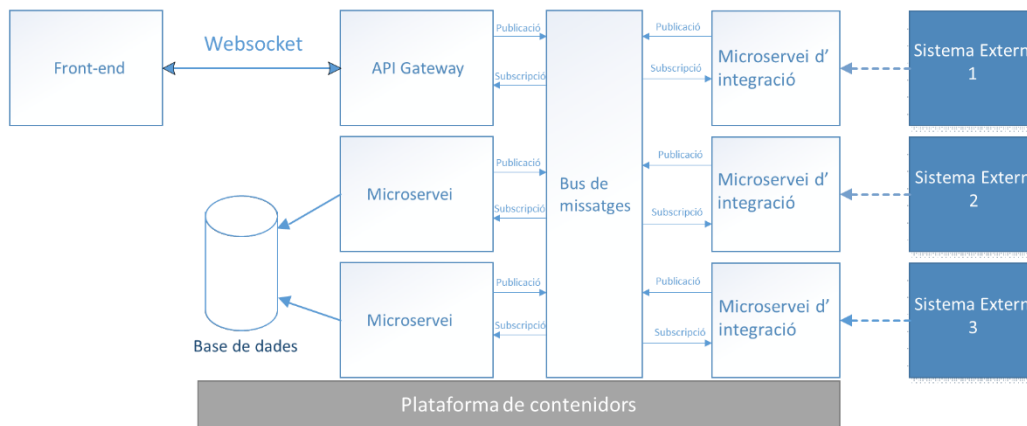 Front-end
Websocket
API Gateway
Publicació
Subscripció
Publicació
Subscripció
Microservei d'
integració
Sistema Extern
1
Microservei
Publicació
Subscripció
Bus de
missatges
Publicació
Subscripció
Microservei d'
integració
Sistema Extern
2
Base de dades
Microservei
Publicació
Subscripció
Publicació
Subscripció
Microservei d'
integració
Sistema Extern
3
Plataforma de contenidors